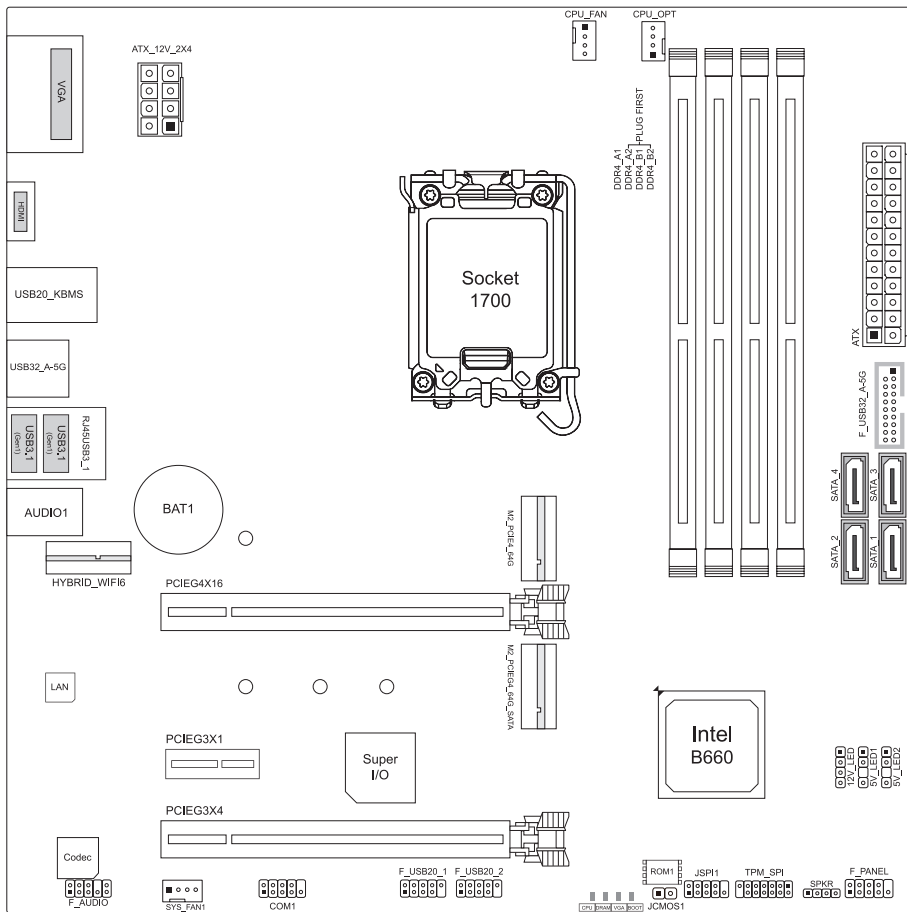 CPU_FAN
CPU_OPT
ATX_12V_2X4
VGA
PLUG FIRST
DDR4_A1
DDR4_A2
DDR4_B1
DDR4_B2
HDMI
Socket
1700
USB20_KBMS
ATX
USB32_A-5G
F_USB32_A-5G
USB3.1
(Gen1)
USB3.1
(Gen1)
RJ45USB3_1
SATA_4
SATA_3
AUDIO1
BAT1
M2_PCIE4_64G
SATA_2
SATA_1
HYBRID_WIFI6
PCIEG4X16
M2_PCIEG4_64G_SATA
LAN
Intel
B660
PCIEG3X1
Super
I/O
12V_LED
5V_LED1
5V_LED2
PCIEG3X4
Codec
F_AUDIO
SYS_FAN1
COM1
F_USB20_1
F_USB20_2
CPU
DRAM
VGA
BOOT
ROM1
JCMOS1
JSPI1
TPM_SPI
SPKR
F_PANEL